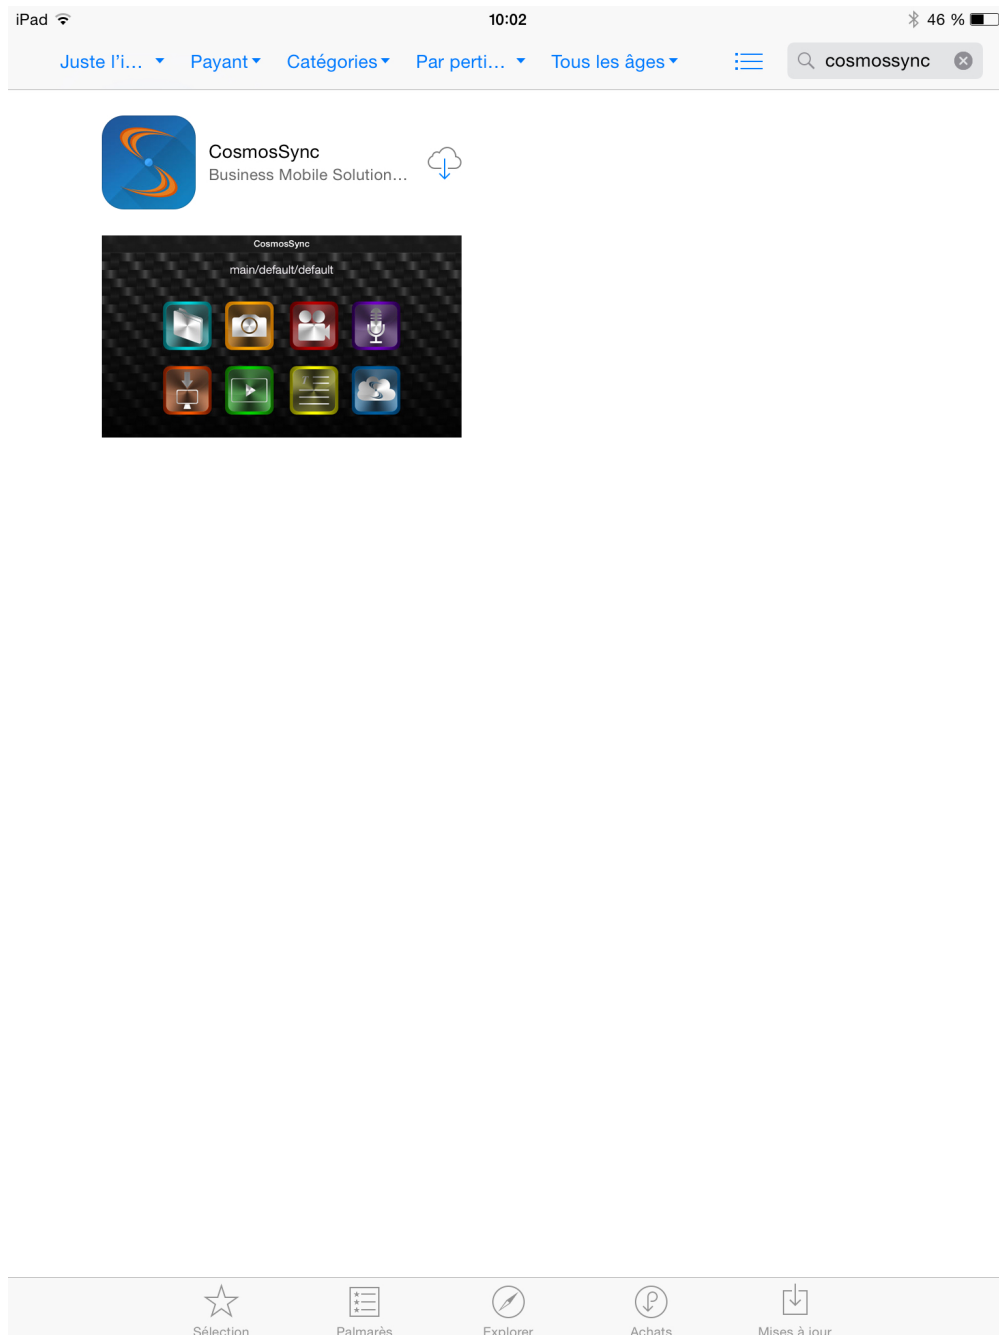 iPad 10:02 46 %
Juste l'i… Payant Catégories Par perti… Tous les âges cosmossync
CosmosSync
Business Mobile Solution…
CosmosSync
main/default/default
Sélection Palmarès Explorer Achats Mises à jour